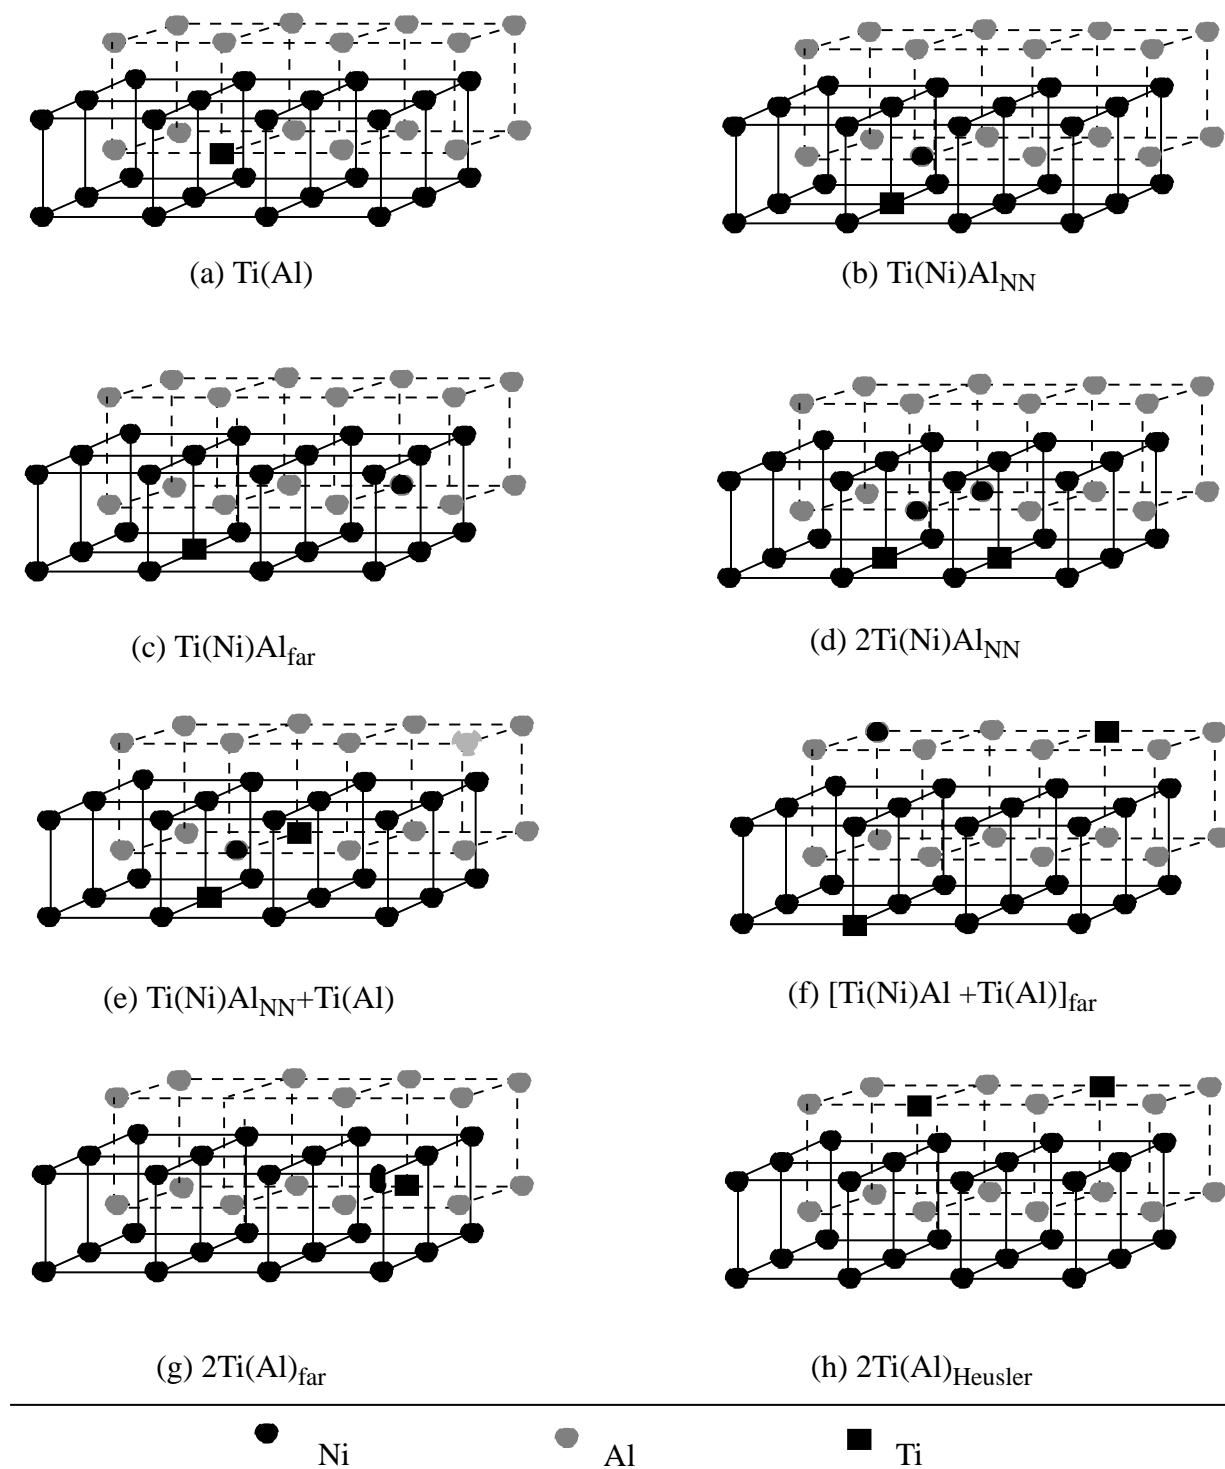 (a) Ti(Al)
(b) Ti(Ni)Al_NN
(c) Ti(Ni)Al_far
(d) 2Ti(Ni)Al_NN
(e) Ti(Ni)Al_NN+Ti(Al)
(f) [Ti(Ni)Al +Ti(Al)]_far
(g) 2Ti(Al)_far
(h) 2Ti(Al)_Heusler
Ni Al Ti